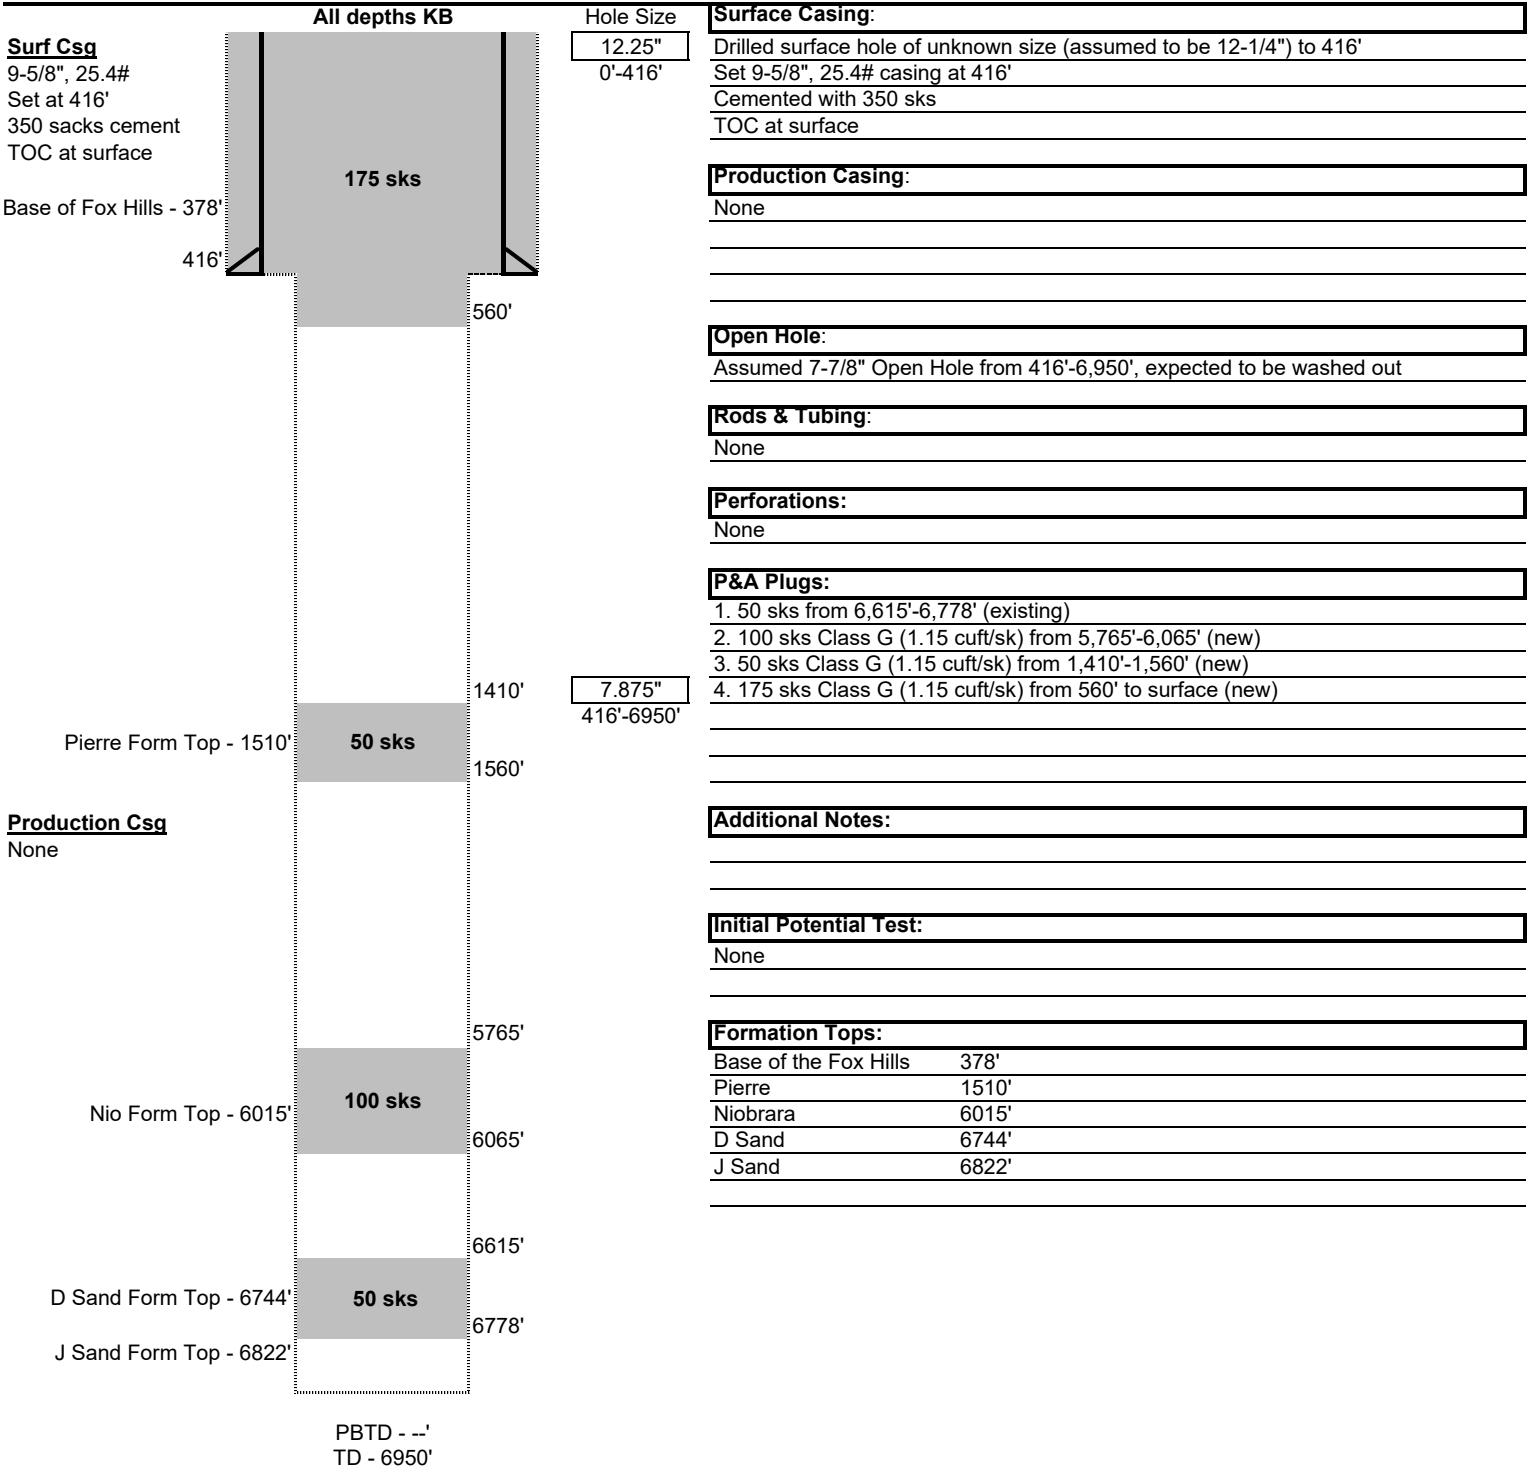 All depths KB
Surf Csg
9-5/8", 25.4#
Set at 416'
350 sacks cement
TOC at surface
175 sks
Base of Fox Hills - 378'
416'
560'
1410'
Pierre Form Top - 1510'
50 sks
1560'
Production Csg
None
5765'
100 sks
Nio Form Top - 6015'
6065'
6615'
D Sand Form Top - 6744'
50 sks
6778'
J Sand Form Top - 6822'
PBTD - --'
TD - 6950'
Hole Size
12.25"
0'-416'
7.875"
416'-6950'
Surface Casing:
Drilled surface hole of unknown size (assumed to be 12-1/4") to 416'
Set 9-5/8", 25.4# casing at 416'
Cemented with 350 sks
TOC at surface
Production Casing:
None
Open Hole:
Assumed 7-7/8" Open Hole from 416'-6,950', expected to be washed out
Rods & Tubing:
None
Perforations:
None
P&A Plugs:
1. 50 sks from 6,615'-6,778' (existing)
2. 100 sks Class G (1.15 cuft/sk) from 5,765'-6,065' (new)
3. 50 sks Class G (1.15 cuft/sk) from 1,410'-1,560' (new)
4. 175 sks Class G (1.15 cuft/sk) from 560' to surface (new)
Additional Notes:
Initial Potential Test:
None
Formation Tops:
Base of the Fox Hills 378'
Pierre 1510'
Niobrara 6015'
D Sand 6744'
J Sand 6822'